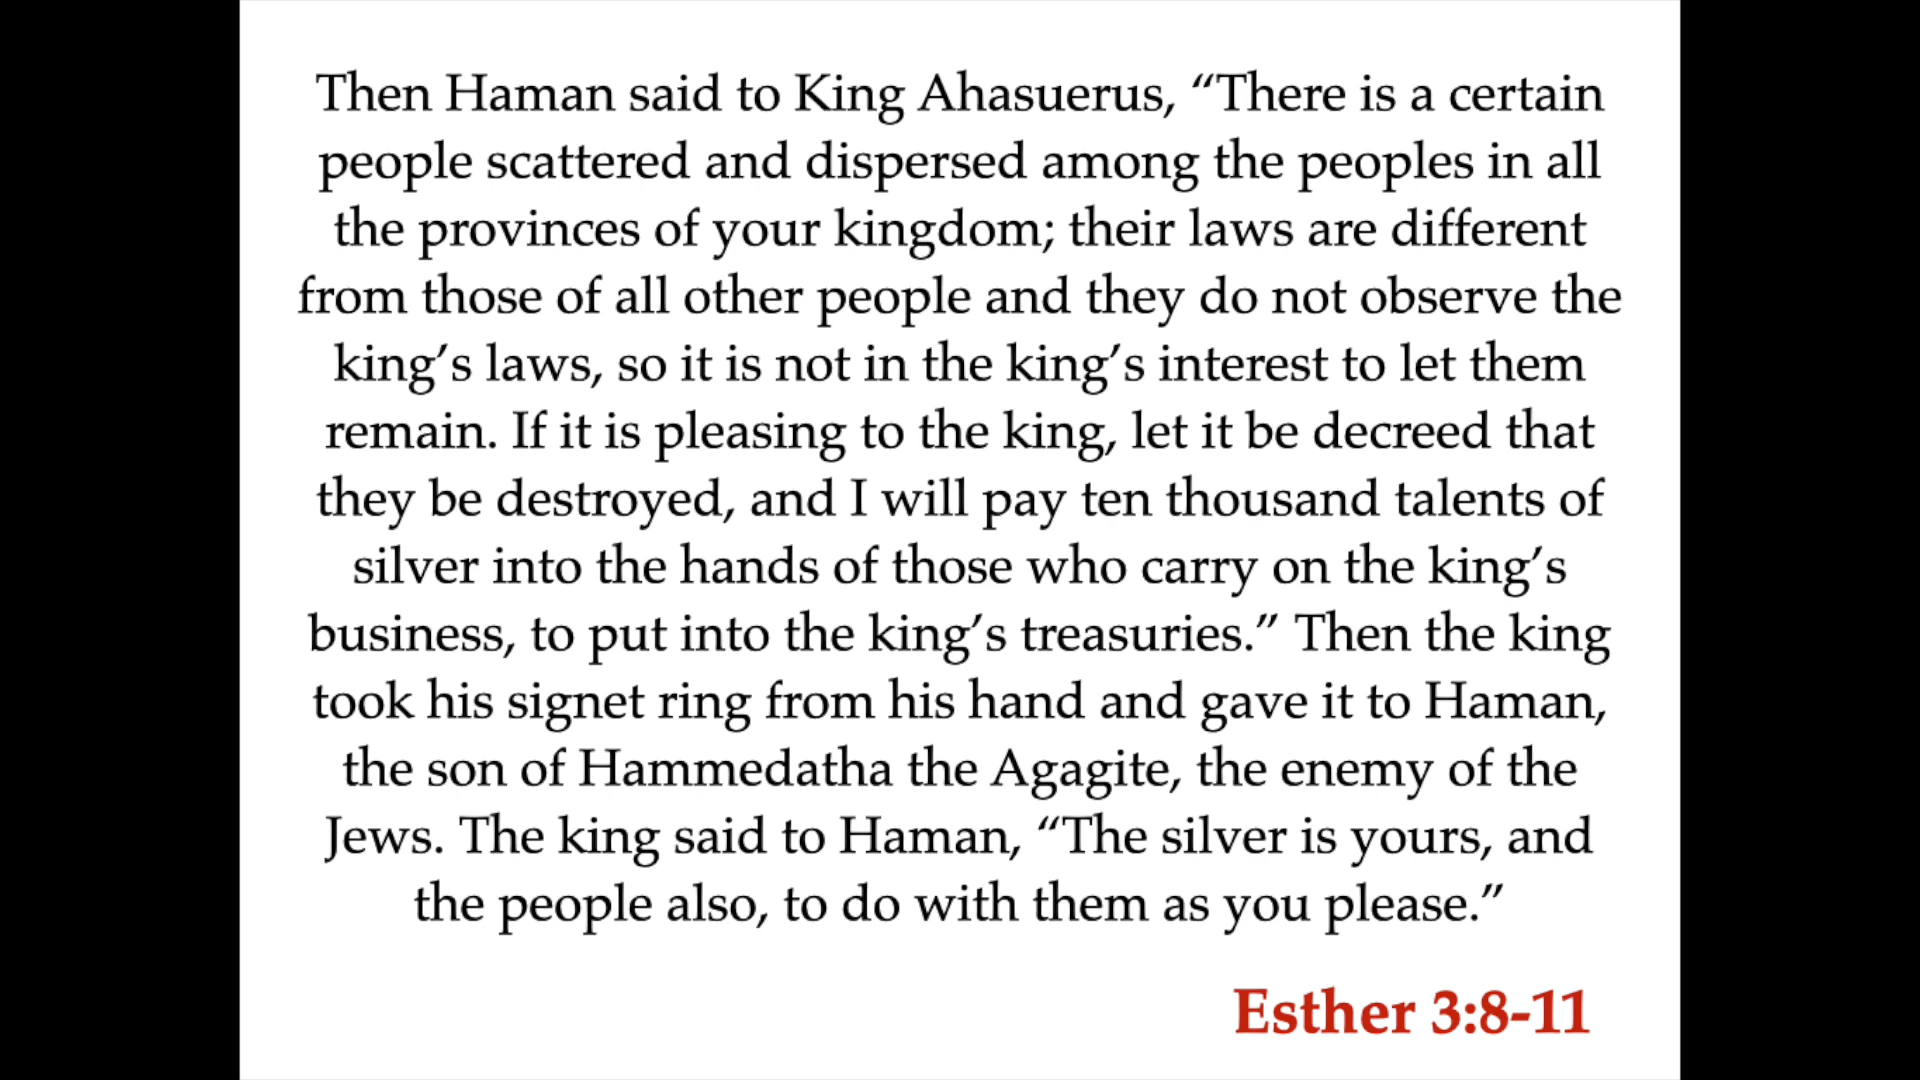 Then Haman said to King Ahasuerus, “There is a certain
people scattered and dispersed among the peoples in all
the provinces of your kingdom; their laws are different
from those of all other people and they do not observe the
king’s laws, so it is not in the king’s interest to let them
remain. If it is pleasing to the king, let it be decreed that
they be destroyed, and I will pay ten thousand talents of
silver into the hands of those who carry on the king’s
business, to put into the king’s treasuries.” Then the king
took his signet ring from his hand and gave it to Haman,
the son of Hammedatha the Agagite, the enemy of the
Jews. The king said to Haman, “The silver is yours, and
the people also, to do with them as you please.”
Esther 3:8-11